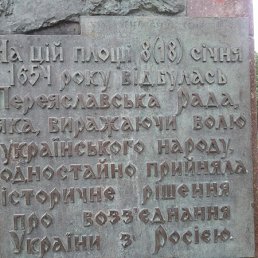 На цій площі 8(18) січня
1654 року відбулась
Переяславська Рада,
яка, виражаючи волю
українського народу,
одностайно прийняла
історичне рішення
про возз'єднання
України з Росією.